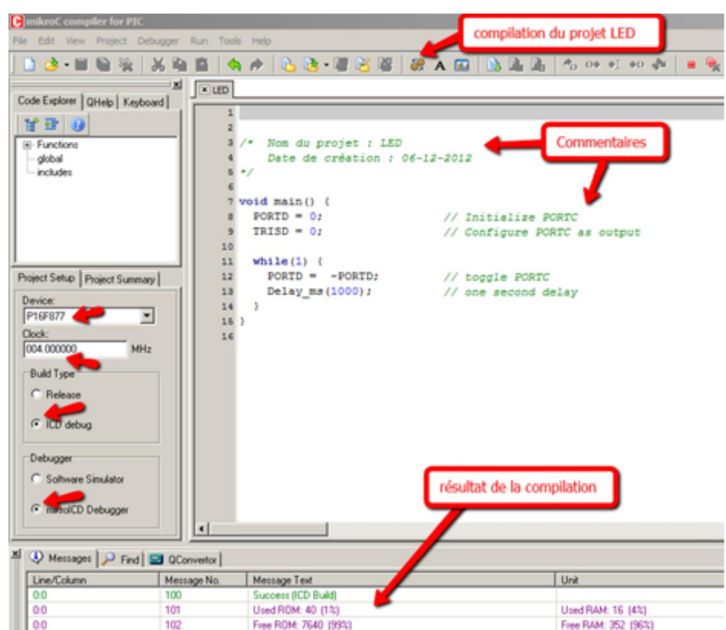 mikroC compiler for PIC
File Edit View Project Debugger Run Tools Help
compilation du projet LED
Code Explorer QHelp Keyboard
LED
Functions
global
includes
1
2
3 /* Nom du projet : LED
4 Date de création : 06-12-2012
5 */
6
7 void main() {
8 PORTD = 0; // Initialize PORTC
9 TRISD = 0; // Configure PORTC as output
10
11 while(1) {
12 PORTD = ~PORTD; // toggle PORTC
13 Delay_ms(1000); // one second delay
14 }
15 }
16
Commentaires
Project Setup Project Summary
Device:
P16F877
Clock:
004.000000 MHz
Build Type
Release
ICD debug
Debugger
Software Simulator
mikroICD Debugger
résultat de la compilation
Messages Find QConvertor
Line/Column Message No. Message Text Unit
0:0 100 Success (ICD Build)
0:0 101 Used ROM: 40 (1%) Used RAM: 16 (4%)
0:0 102 Free ROM: 7640 (99%) Free RAM: 352 (96%)